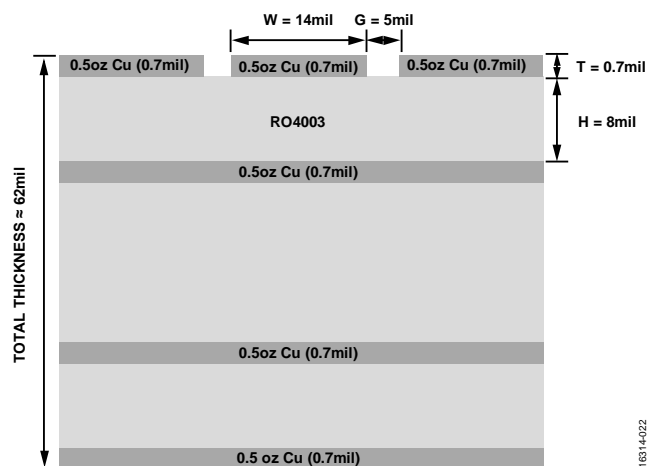 W = 14mil G = 5mil
0.5oz Cu (0.7mil) 0.5oz Cu (0.7mil) 0.5oz Cu (0.7mil)
T = 0.7mil
RO4003
H = 8mil
0.5oz Cu (0.7mil)
TOTAL THICKNESS ≈ 62mil
0.5oz Cu (0.7mil)
0.5 oz Cu (0.7mil)
16314-022